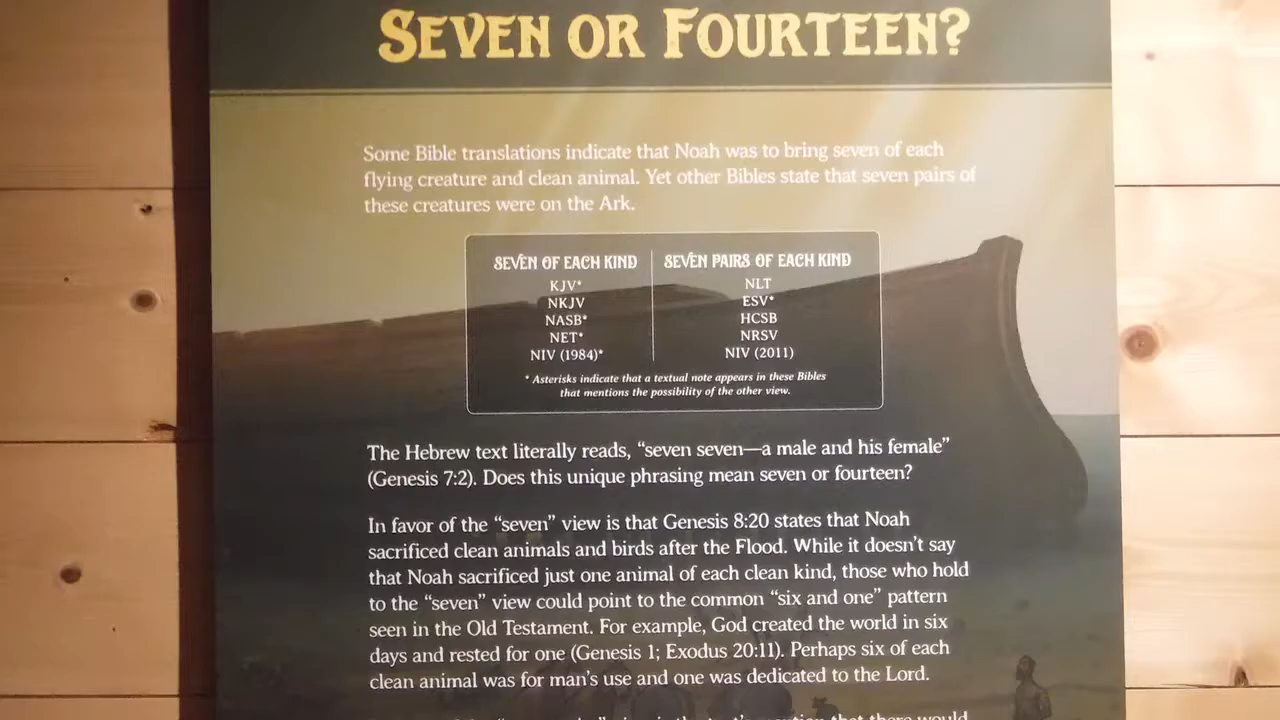 SEVEN OR FOURTEEN?
Some Bible translations indicate that Noah was to bring seven of each
flying creature and clean animal. Yet other Bibles state that seven pairs of
these creatures were on the Ark.
SEVEN OF EACH KIND
KJV*
NKJV
NASB*
NET*
NIV (1984)*
SEVEN PAIRS OF EACH KIND
NLT
ESV*
HCSB
NRSV
NIV (2011)
* Asterisks indicate that a textual note appears in these Bibles
that mentions the possibility of the other view.
The Hebrew text literally reads, “seven seven—a male and his female”
(Genesis 7:2). Does this unique phrasing mean seven or fourteen?
In favor of the “seven” view is that Genesis 8:20 states that Noah
sacrificed clean animals and birds after the Flood. While it doesn’t say
that Noah sacrificed just one animal of each clean kind, those who hold
to the “seven” view could point to the common “six and one” pattern
seen in the Old Testament. For example, God created the world in six
days and rested for one (Genesis 1; Exodus 20:11). Perhaps six of each
clean animal was for man’s use and one was dedicated to the Lord.